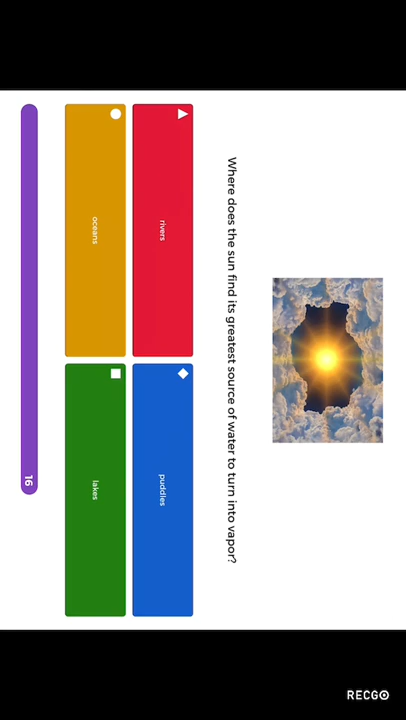 Where does the sun find its greatest source of water to turn into vapor?
rivers
puddles
oceans
lakes
16
RECGO